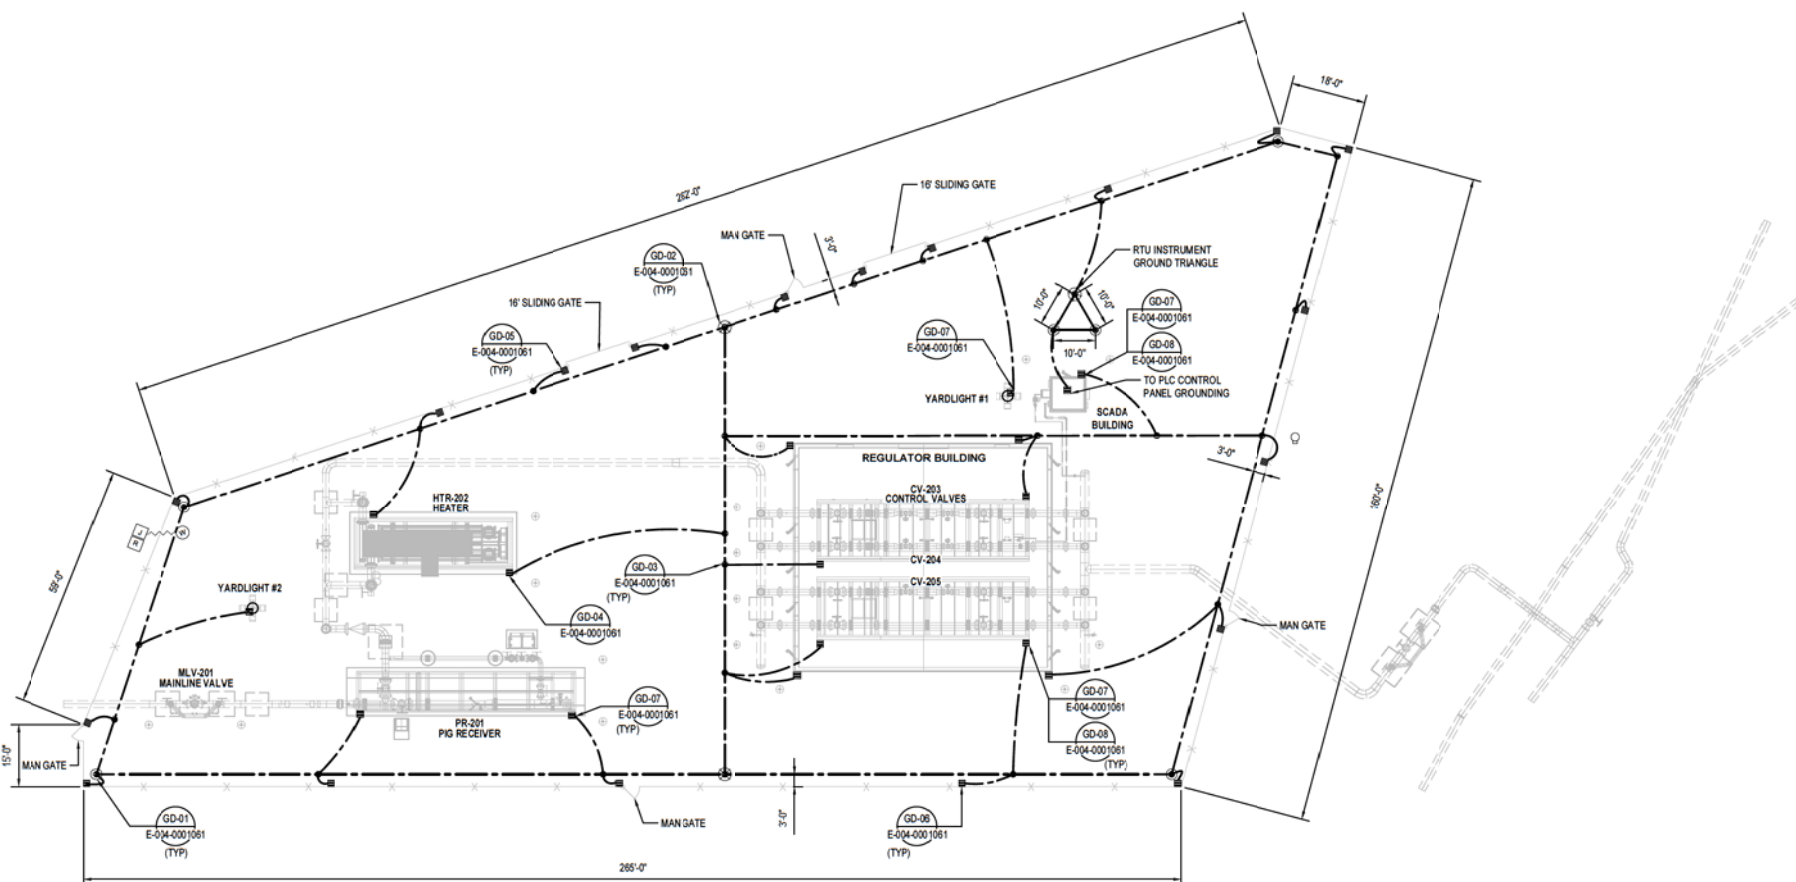 18'-0"
282'-0"
16' SLIDING GATE
MAN GATE
3'-0"
GD-02
E-004-0001061
(TYP)
RTU INSTRUMENT
GROUND TRIANGLE
10'-0"
10'-0"
10'-0"
GD-07
E-004-0001061
GD-08
E-004-0001061
16' SLIDING GATE
GD-05
E-004-0001061
(TYP)
GD-07
E-004-0001061
TO PLC CONTROL
PANEL GROUNDING
YARDLIGHT #1
SCADA
BUILDING
3'-0"
REGULATOR BUILDING
HTR-202
HEATER
CV-203
CONTROL VALVES
CV-204
CV-205
GD-03
E-004-0001061
(TYP)
GD-04
E-004-0001061
59'-0"
YARDLIGHT #2
MAN GATE
MLV-201
MAINLINE VALVE
PR-201
PIG RECEIVER
GD-07
E-004-0001061
(TYP)
GD-07
E-004-0001061
GD-08
E-004-0001061
(TYP)
15'-0"
MAN GATE
GD-01
E-004-0001061
(TYP)
MAN GATE
3'-0"
GD-06
E-004-0001061
(TYP)
265'-0"